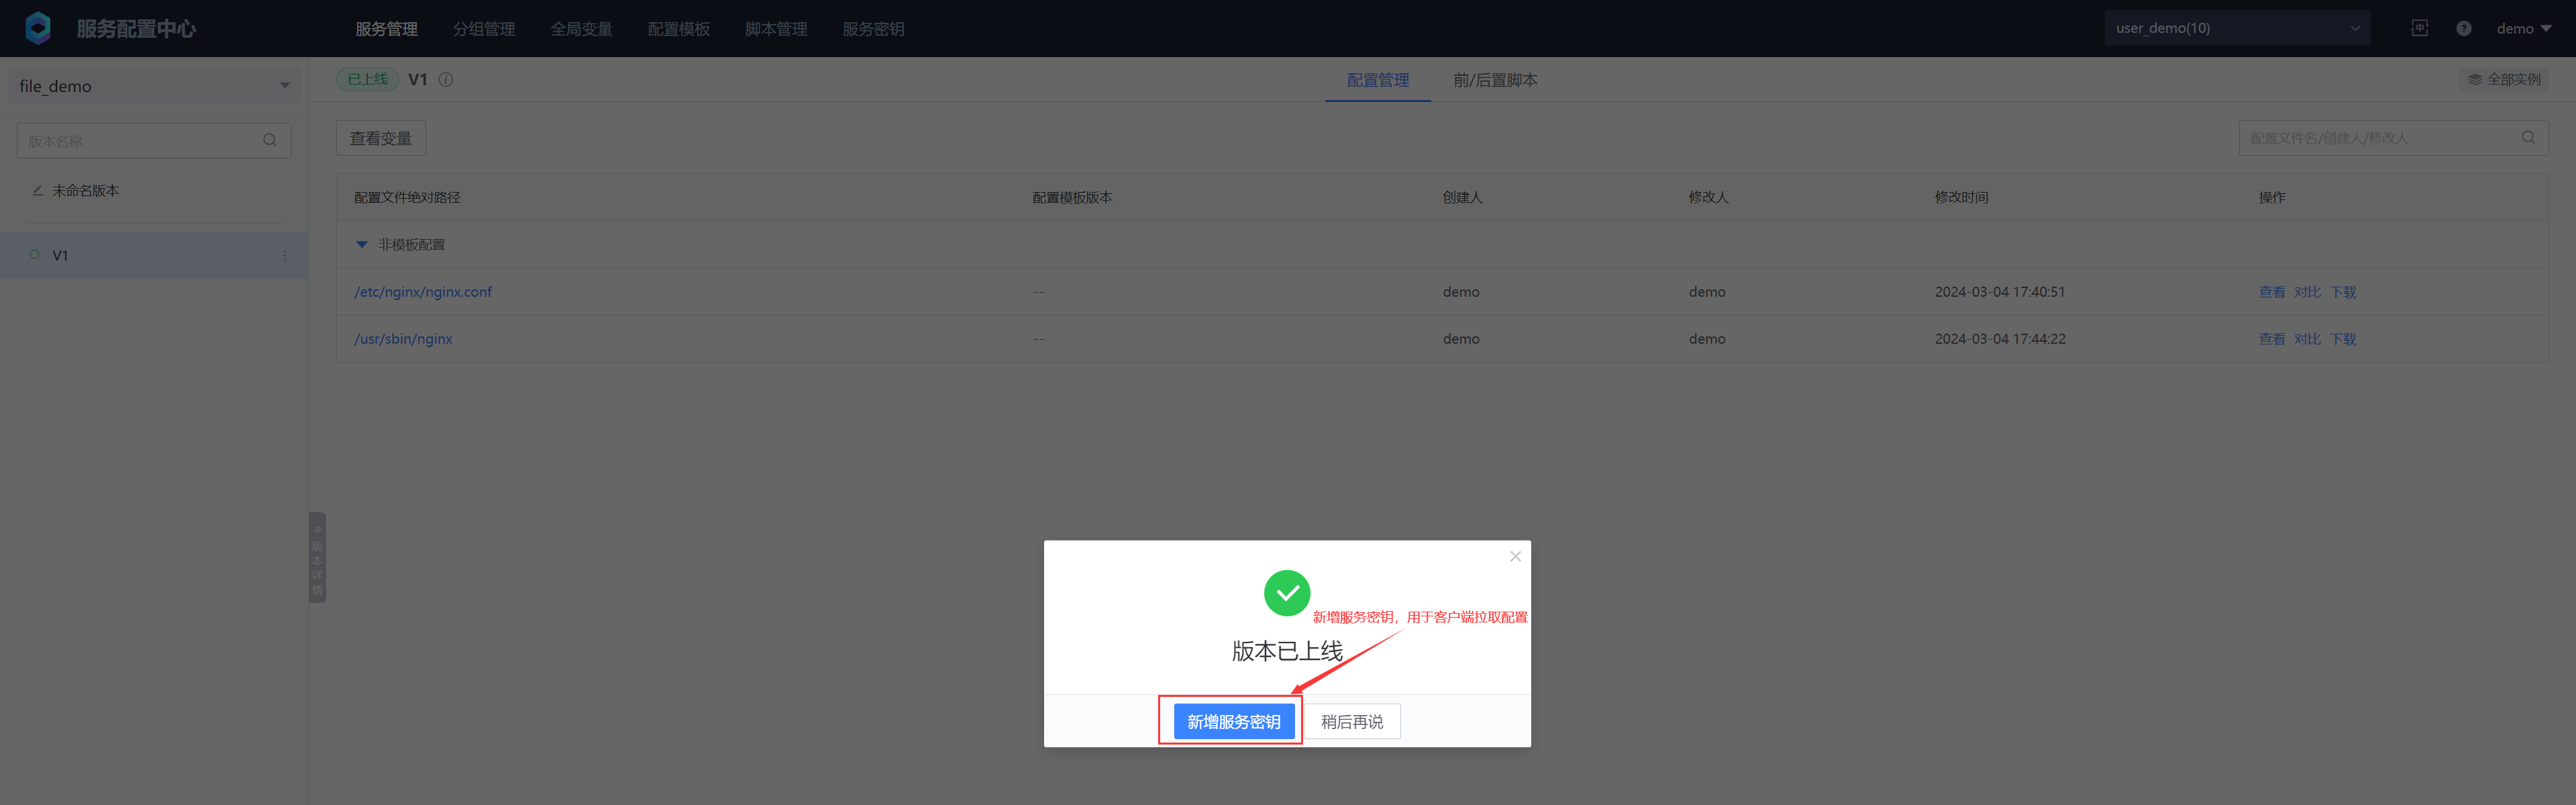 服务配置中心
服务管理 分组管理 全局变量 配置模板 脚本管理 服务密钥
user_demo(10)
中
?
demo
file_demo
已上线 V1
配置管理 前/后置脚本
全部实例
版本名称
查看变量
配置文件名/创建人/修改人
未命名版本
V1
配置文件绝对路径 配置模板版本 创建人 修改人 修改时间 操作
非模板配置
/etc/nginx/nginx.conf -- demo demo 2024-03-04 17:40:51 查看 对比 下载
/usr/sbin/nginx -- demo demo 2024-03-04 17:44:22 查看 对比 下载
版本详情
新增服务密钥，用于客户端拉取配置
版本已上线
新增服务密钥 稍后再说